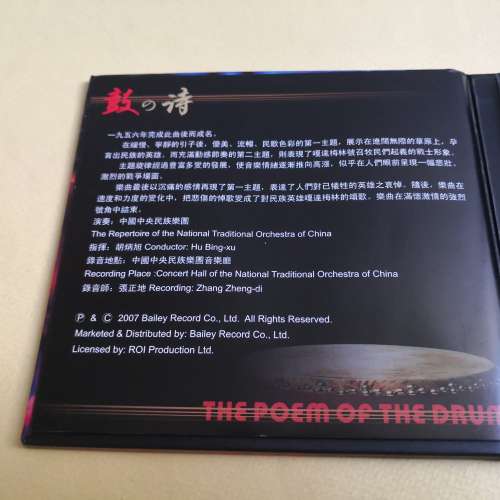 鼓の诗
一九五六年完成此曲後而成名。
在緩慢、寧靜的引子後，優美、流暢、民歌色彩的第一主題，展示在遼闊無際的草原上，孕
育出民族的英雄。而充滿動感節奏的第二主題，則表現了嘎達梅林號召牧民們起義的戰士形象。
主題旋律經過豐富多變的發展，使音樂情緒逐漸推向高漲，似乎在人們眼前呈現一幅悲壯、
激烈的戰爭場面。
樂曲最後以沉痛的感情再現了第一主題，表達了人們對已犧牲的英雄之哀悼。隨後，樂曲在
速度和力度的變化中，把悲傷的悼歌變成了對民族英雄嘎達梅林的頌歌。樂曲在滿懷激情的強烈
號角中結束。
演奏：中國中央民族樂團
The Repertoire of the National Traditional Orchestra of China
指揮：胡炳旭 Conductor: Hu Bing-xu
錄音地點：中國中央民族樂團音樂廳
Recording Place :Concert Hall of the National Traditional Orchestra of China
錄音師：張正地 Recording: Zhang Zheng-di
Ⓟ & © 2007 Bailey Record Co., Ltd. All Rights Reserved.
Marketed & Distributed by: Bailey Record Co., Ltd.
Licensed by: ROI Production Ltd.
THE POEM OF THE DRUM